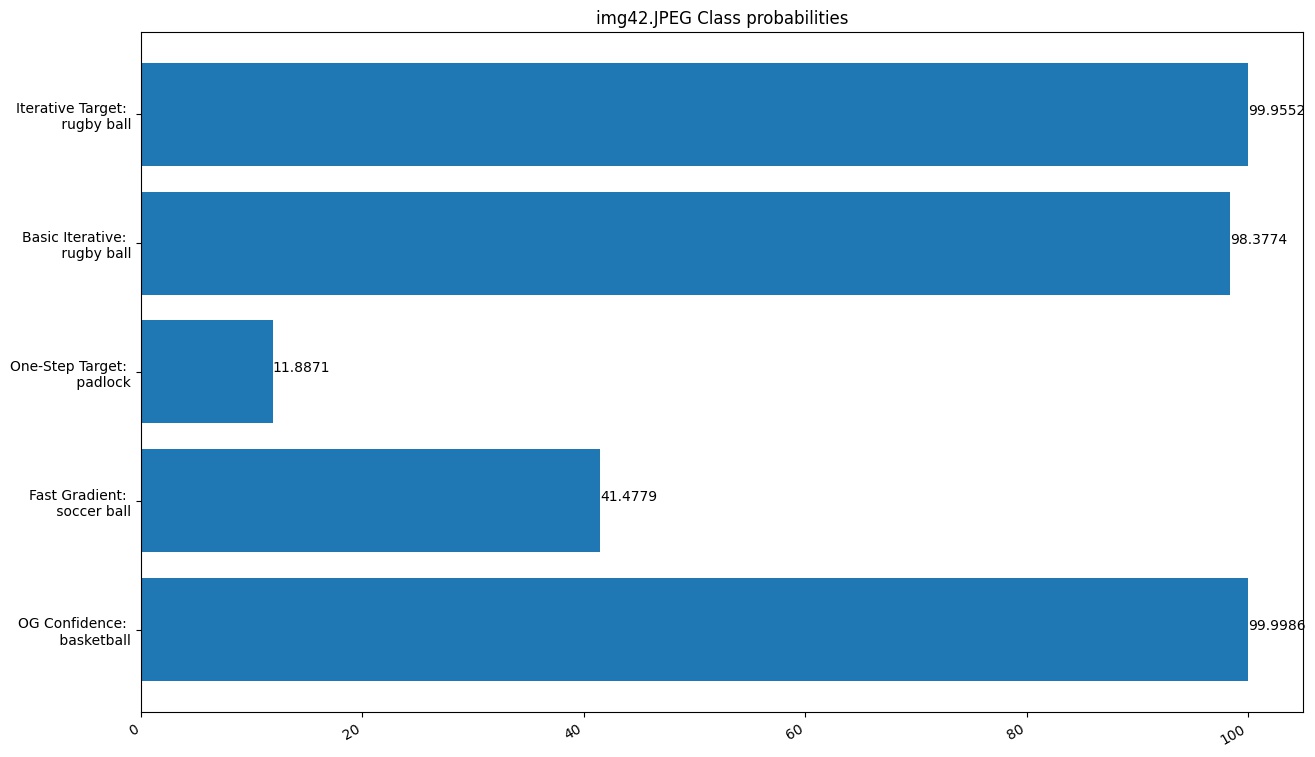 img42.JPEG Class probabilities
Iterative Target:
rugby ball
99.9552
Basic Iterative:
rugby ball
98.3774
One-Step Target:
padlock
11.8871
Fast Gradient:
soccer ball
41.4779
OG Confidence:
basketball
99.9986
0
20
40
60
80
100